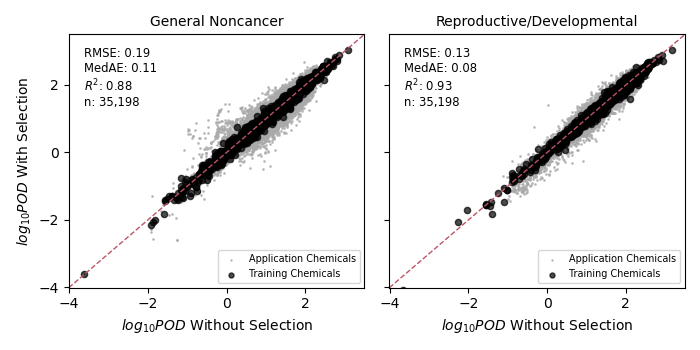 General Noncancer
RMSE: 0.19
MedAE: 0.11
R²: 0.88
n: 35,198
log₁₀POD With Selection
2
0
−2
−4
Application Chemicals
Training Chemicals
−4 −2 0 2
log₁₀POD Without Selection
Reproductive/Developmental
RMSE: 0.13
MedAE: 0.08
R²: 0.93
n: 35,198
Application Chemicals
Training Chemicals
−4 −2 0 2
log₁₀POD Without Selection